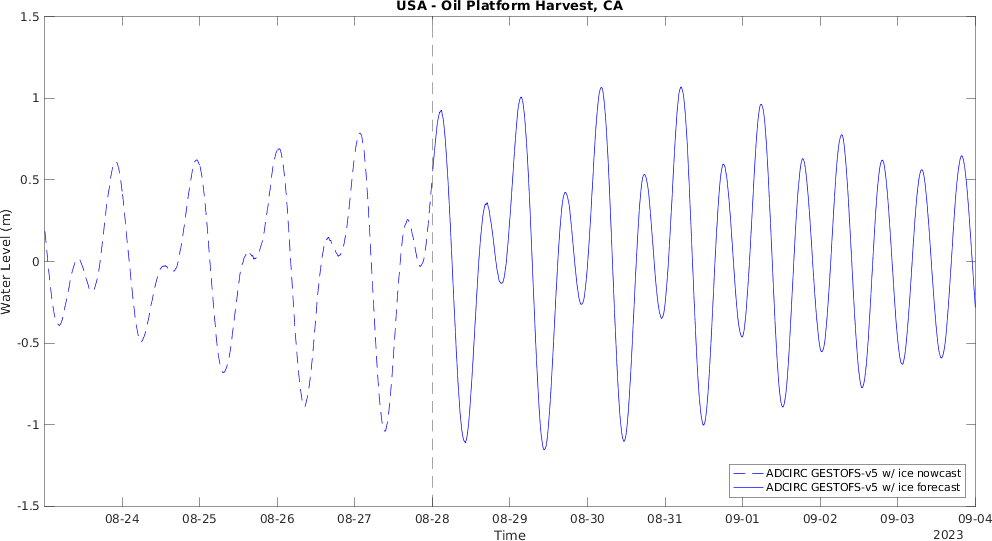 USA - Oil Platform Harvest, CA
1.5
1
0.5
0
-0.5
-1
-1.5
Water Level (m)
08-24 08-25 08-26 08-27 08-28 08-29 08-30 08-31 09-01 09-02 09-03 09-04
Time
2023
ADCIRC GESTOFS-v5 w/ ice nowcast
ADCIRC GESTOFS-v5 w/ ice forecast